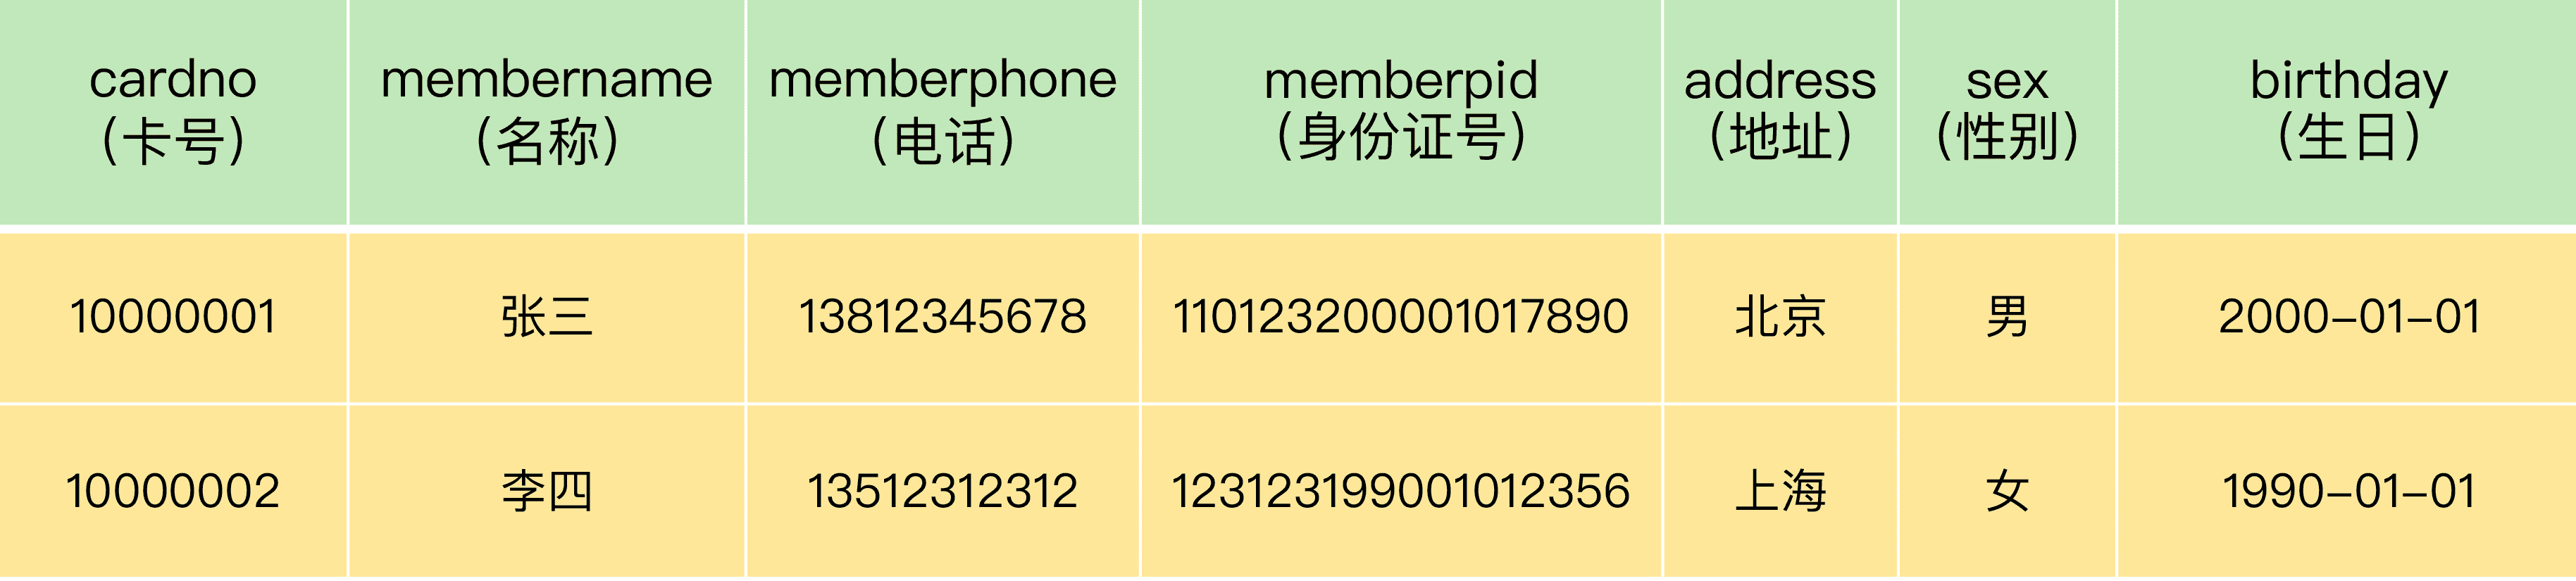 cardno membername memberphone memberpid address sex birthday
（卡号） （名称） （电话） （身份证号） （地址） （性别） （生日）
10000001 张三 13812345678 110123200001017890 北京 男 2000-01-01
10000002 李四 13512312312 123123199001012356 上海 女 1990-01-01